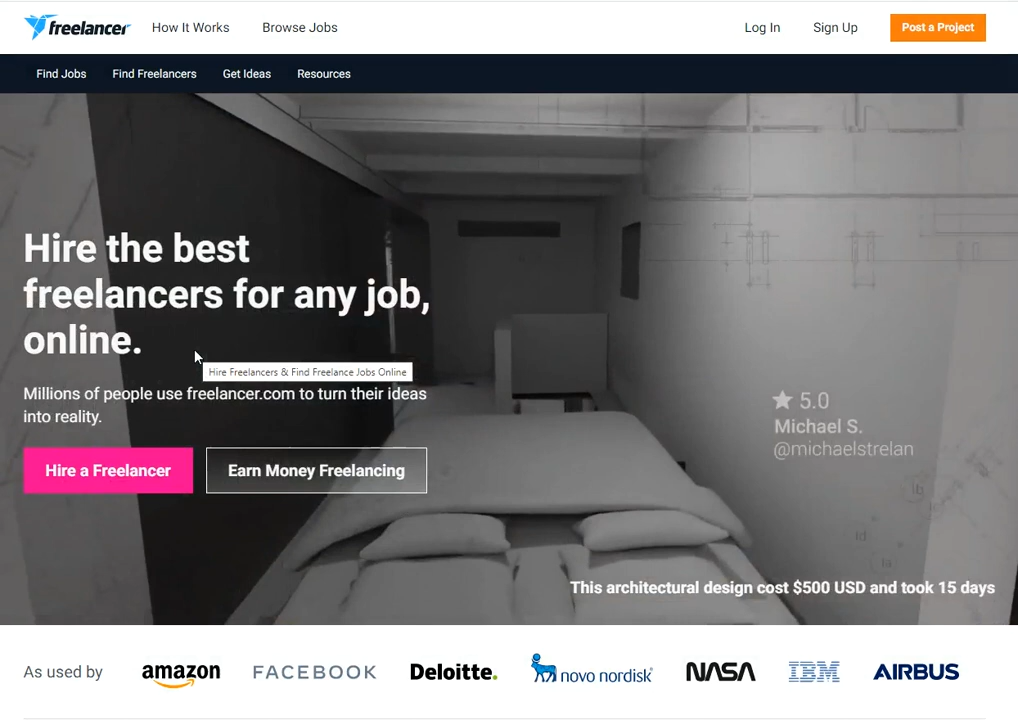 freelancer How It Works Browse Jobs Log In Sign Up Post a Project
Find Jobs Find Freelancers Get Ideas Resources
Hire the best
freelancers for any job,
online.
Hire Freelancers & Find Freelance Jobs Online
Millions of people use freelancer.com to turn their ideas
into reality.
5.0
Michael S.
@michaelstrelan
Hire a Freelancer Earn Money Freelancing
This architectural design cost $500 USD and took 15 days
As used by amazon FACEBOOK Deloitte. novo nordisk NASA IBM AIRBUS